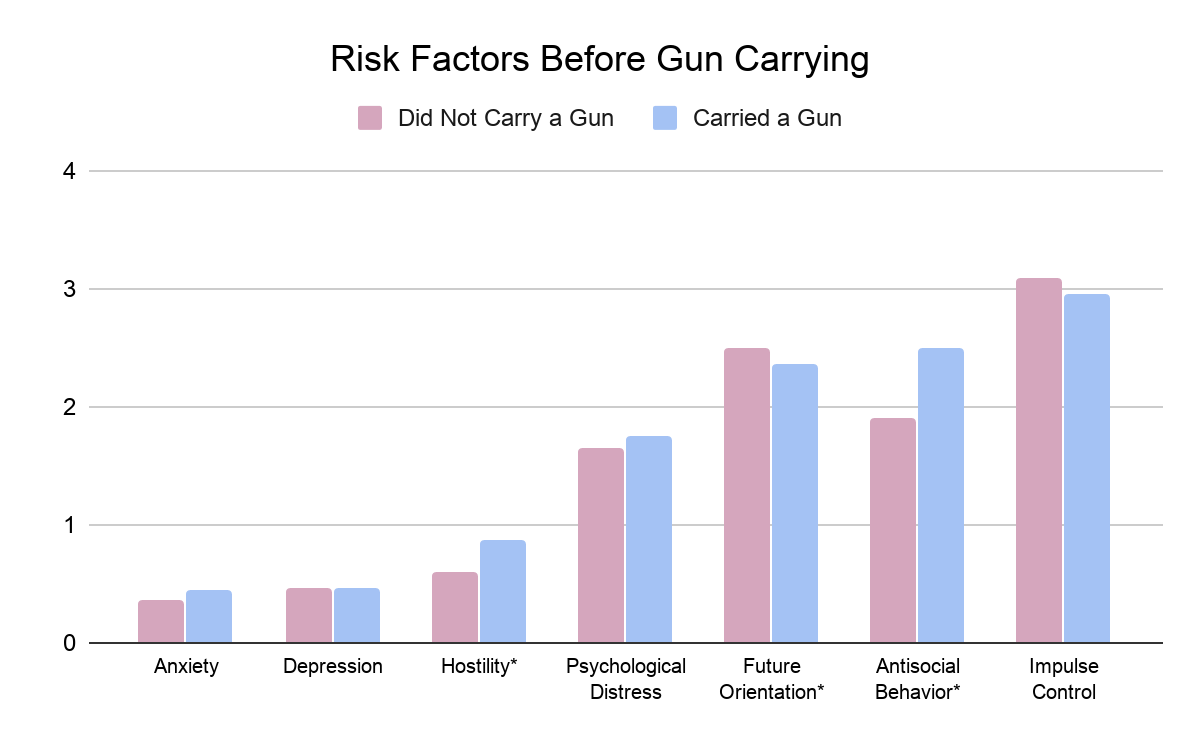 Risk Factors Before Gun Carrying
Did Not Carry a Gun Carried a Gun
4
3
2
1
0
Anxiety Depression Hostility* Psychological Distress Future Orientation* Antisocial Behavior* Impulse Control